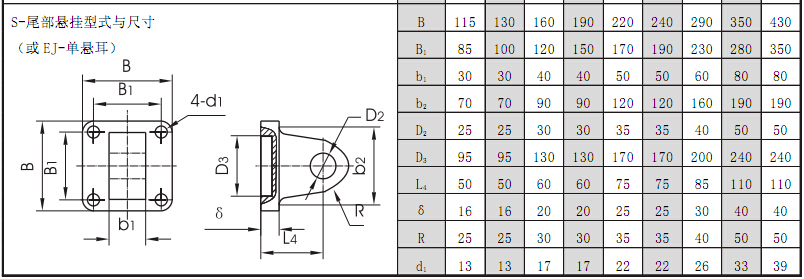 S-尾部悬挂型式与尺寸
(或EJ-单悬耳)
B
B1
4-d1
B
B1
b1
D3
δ
L4
D2
b2
R
B 115 130 160 190 220 240 290 350 430
B₁ 85 100 120 150 170 190 230 280 350
b₁ 30 30 40 40 50 50 60 80 80
b₂ 70 70 90 90 120 120 160 190 190
D₂ 25 25 30 30 35 35 40 50 50
D₃ 95 95 130 130 170 170 200 240 240
L₄ 50 50 60 60 75 75 85 110 110
δ 16 16 20 20 25 25 30 40 40
R 25 25 30 30 35 35 40 50 50
d₁ 13 13 17 17 22 22 26 33 39